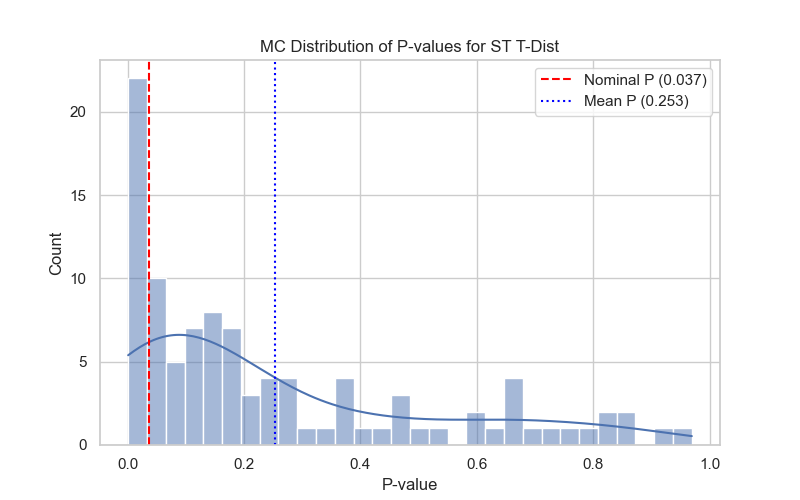 MC Distribution of P-values for ST T-Dist
Nominal P (0.037)
Mean P (0.253)
Count
20
15
10
5
0
0.0 0.2 0.4 0.6 0.8 1.0
P-value